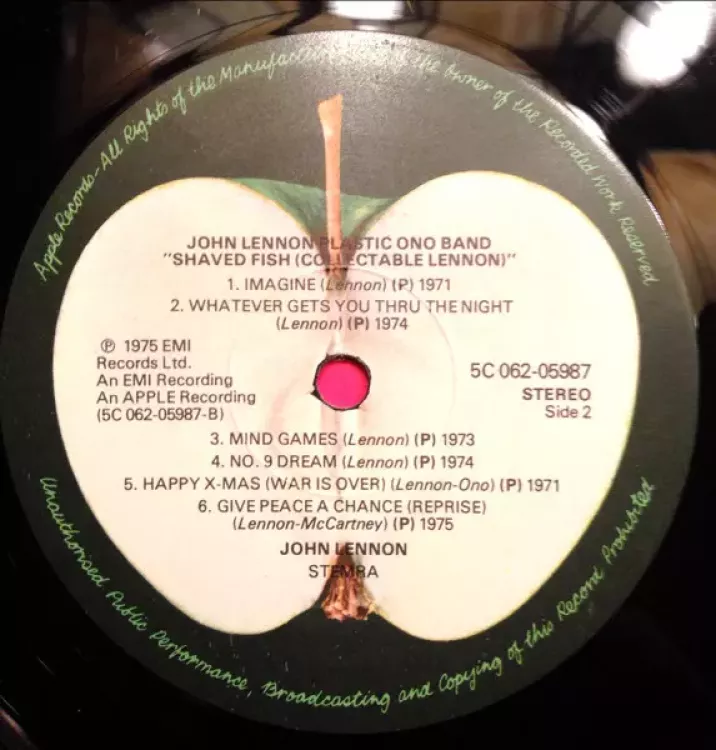 Apple Records-All Rights of the Manufacturer of the Owner of the Recorded Work Reserved
JOHN LENNON PLASTIC ONO BAND
"SHAVED FISH (COLLECTABLE LENNON)"
1. IMAGINE (Lennon) (P) 1971
2. WHATEVER GETS YOU THRU THE NIGHT
(Lennon) (P) 1974
℗ 1975 EMI
Records Ltd.
An EMI Recording
An APPLE Recording
(5C 062-05987-B)
5C 062-05987
STEREO
Side 2
3. MIND GAMES (Lennon) (P) 1973
4. NO. 9 DREAM (Lennon) (P) 1974
5. HAPPY X-MAS (WAR IS OVER) (Lennon-Ono) (P) 1971
6. GIVE PEACE A CHANCE (REPRISE)
(Lennon-McCartney) (P) 1975
JOHN LENNON
STEMRA
Unauthorised Public Performance, Broadcasting and Copying of this Record Prohibited